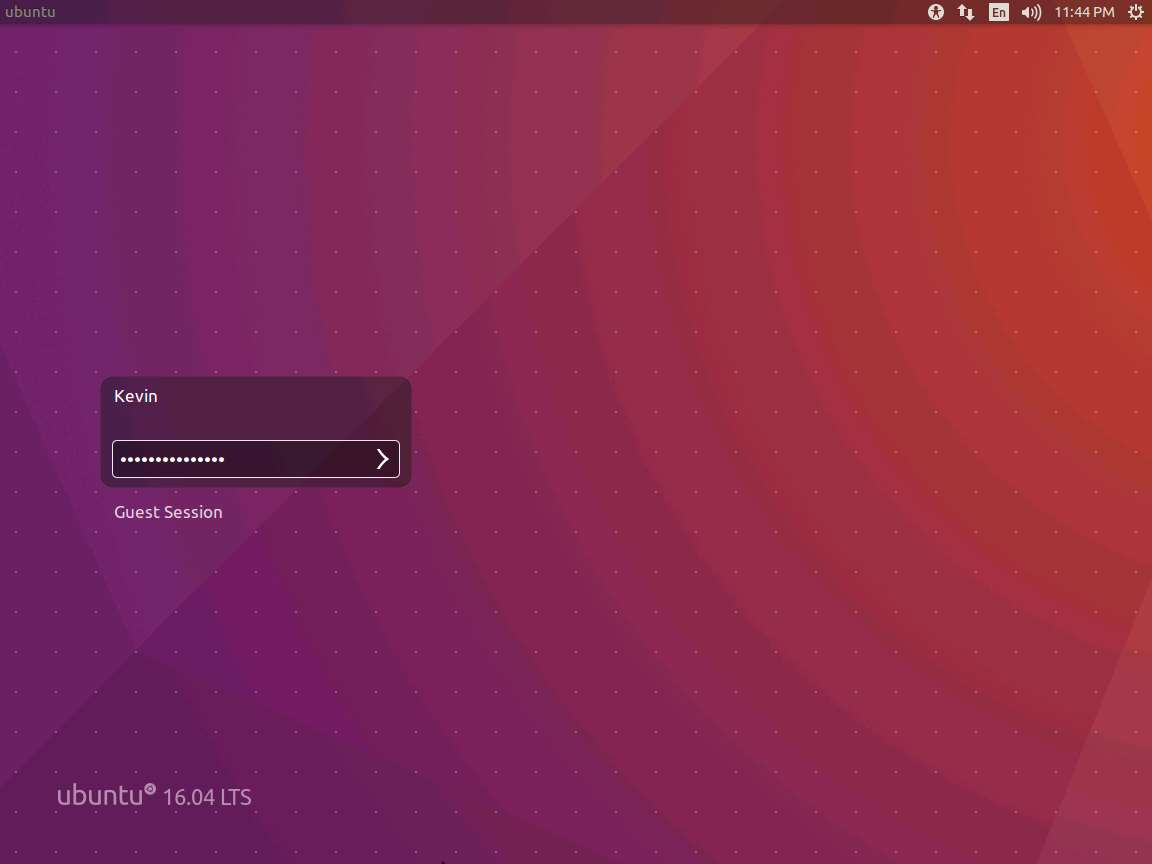 ubuntu
En 11:44 PM
Kevin
•••••••••••••••
Guest Session
ubuntu 16.04 LTS